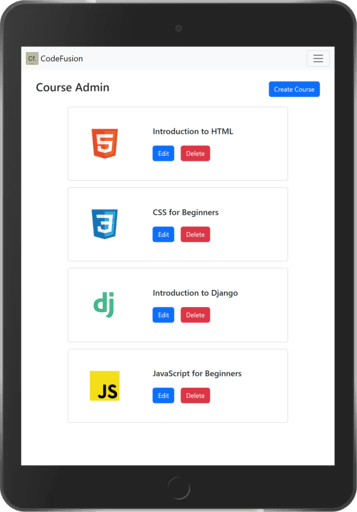 Cf. CodeFusion
Course Admin
Create Course
5
Introduction to HTML
Edit Delete
3
CSS for Beginners
Edit Delete
dj
Introduction to Django
Edit Delete
JS
JavaScript for Beginners
Edit Delete